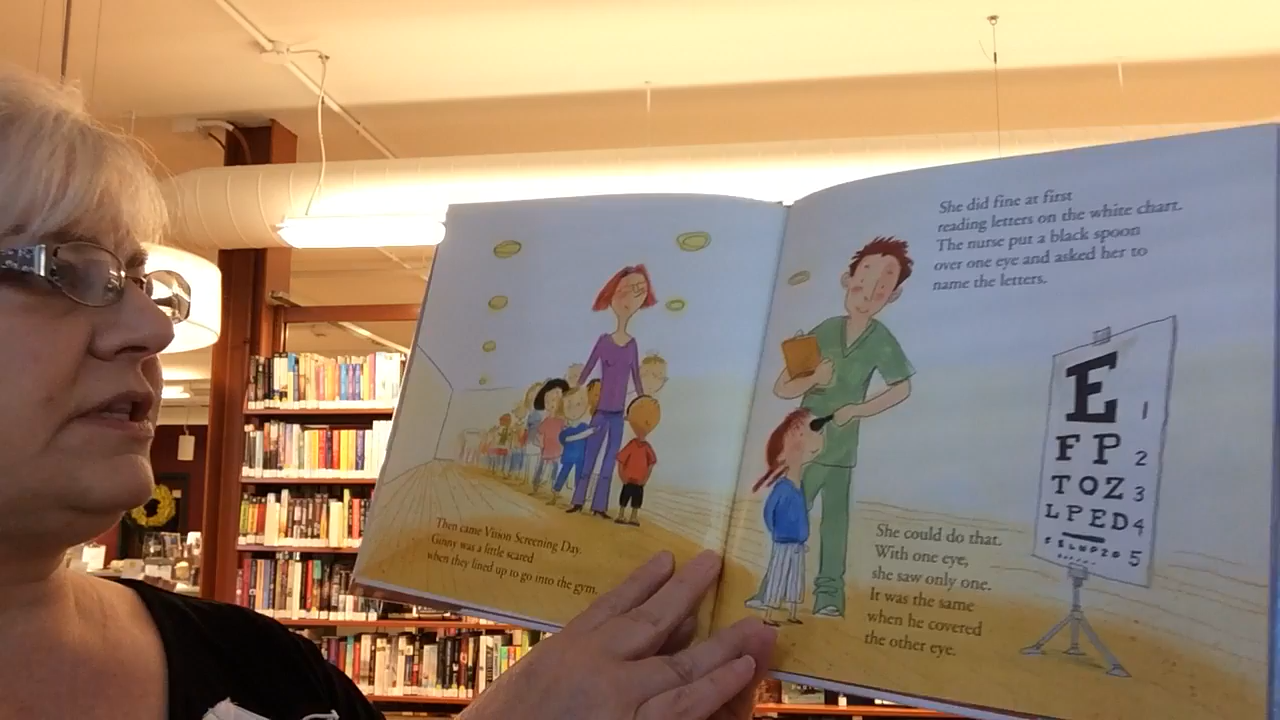 Then came Vision Screening Day.
Ginny was a little scared
when they lined up to go into the gym.
She did fine at first
reading letters on the white chart.
The nurse put a black spoon
over one eye and asked her to
name the letters.
E 1
F P 2
T O Z 3
L P E D 4
5
She could do that.
With one eye,
she saw only one.
It was the same
when he covered
the other eye.